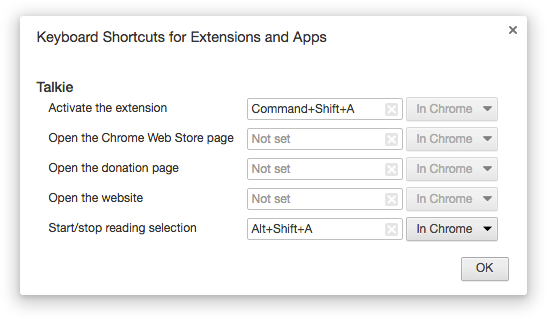 Keyboard Shortcuts for Extensions and Apps
Talkie
Activate the extension Command+Shift+A In Chrome
Open the Chrome Web Store page Not set In Chrome
Open the donation page Not set In Chrome
Open the website Not set In Chrome
Start/stop reading selection Alt+Shift+A In Chrome
OK